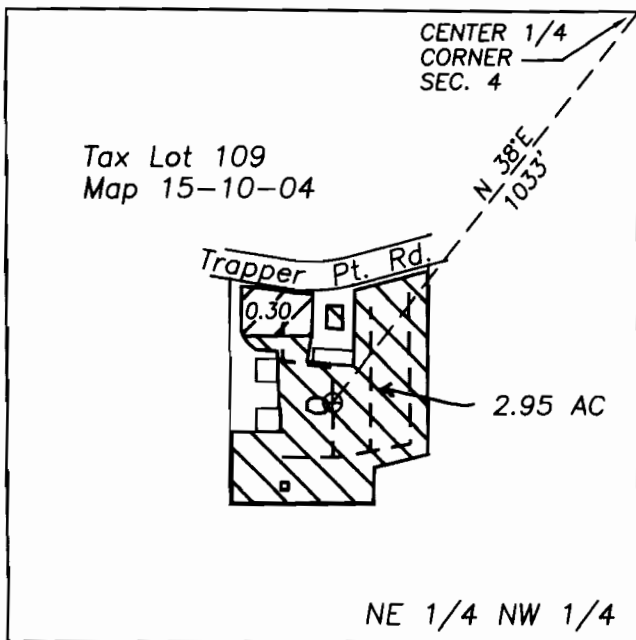 CENTER 1/4
CORNER
SEC. 4
Tax Lot 109
Map 15-10-04
N 38°E
1033'
Trapper Pt. Rd.
0.30
2.95 AC
NE 1/4 NW 1/4